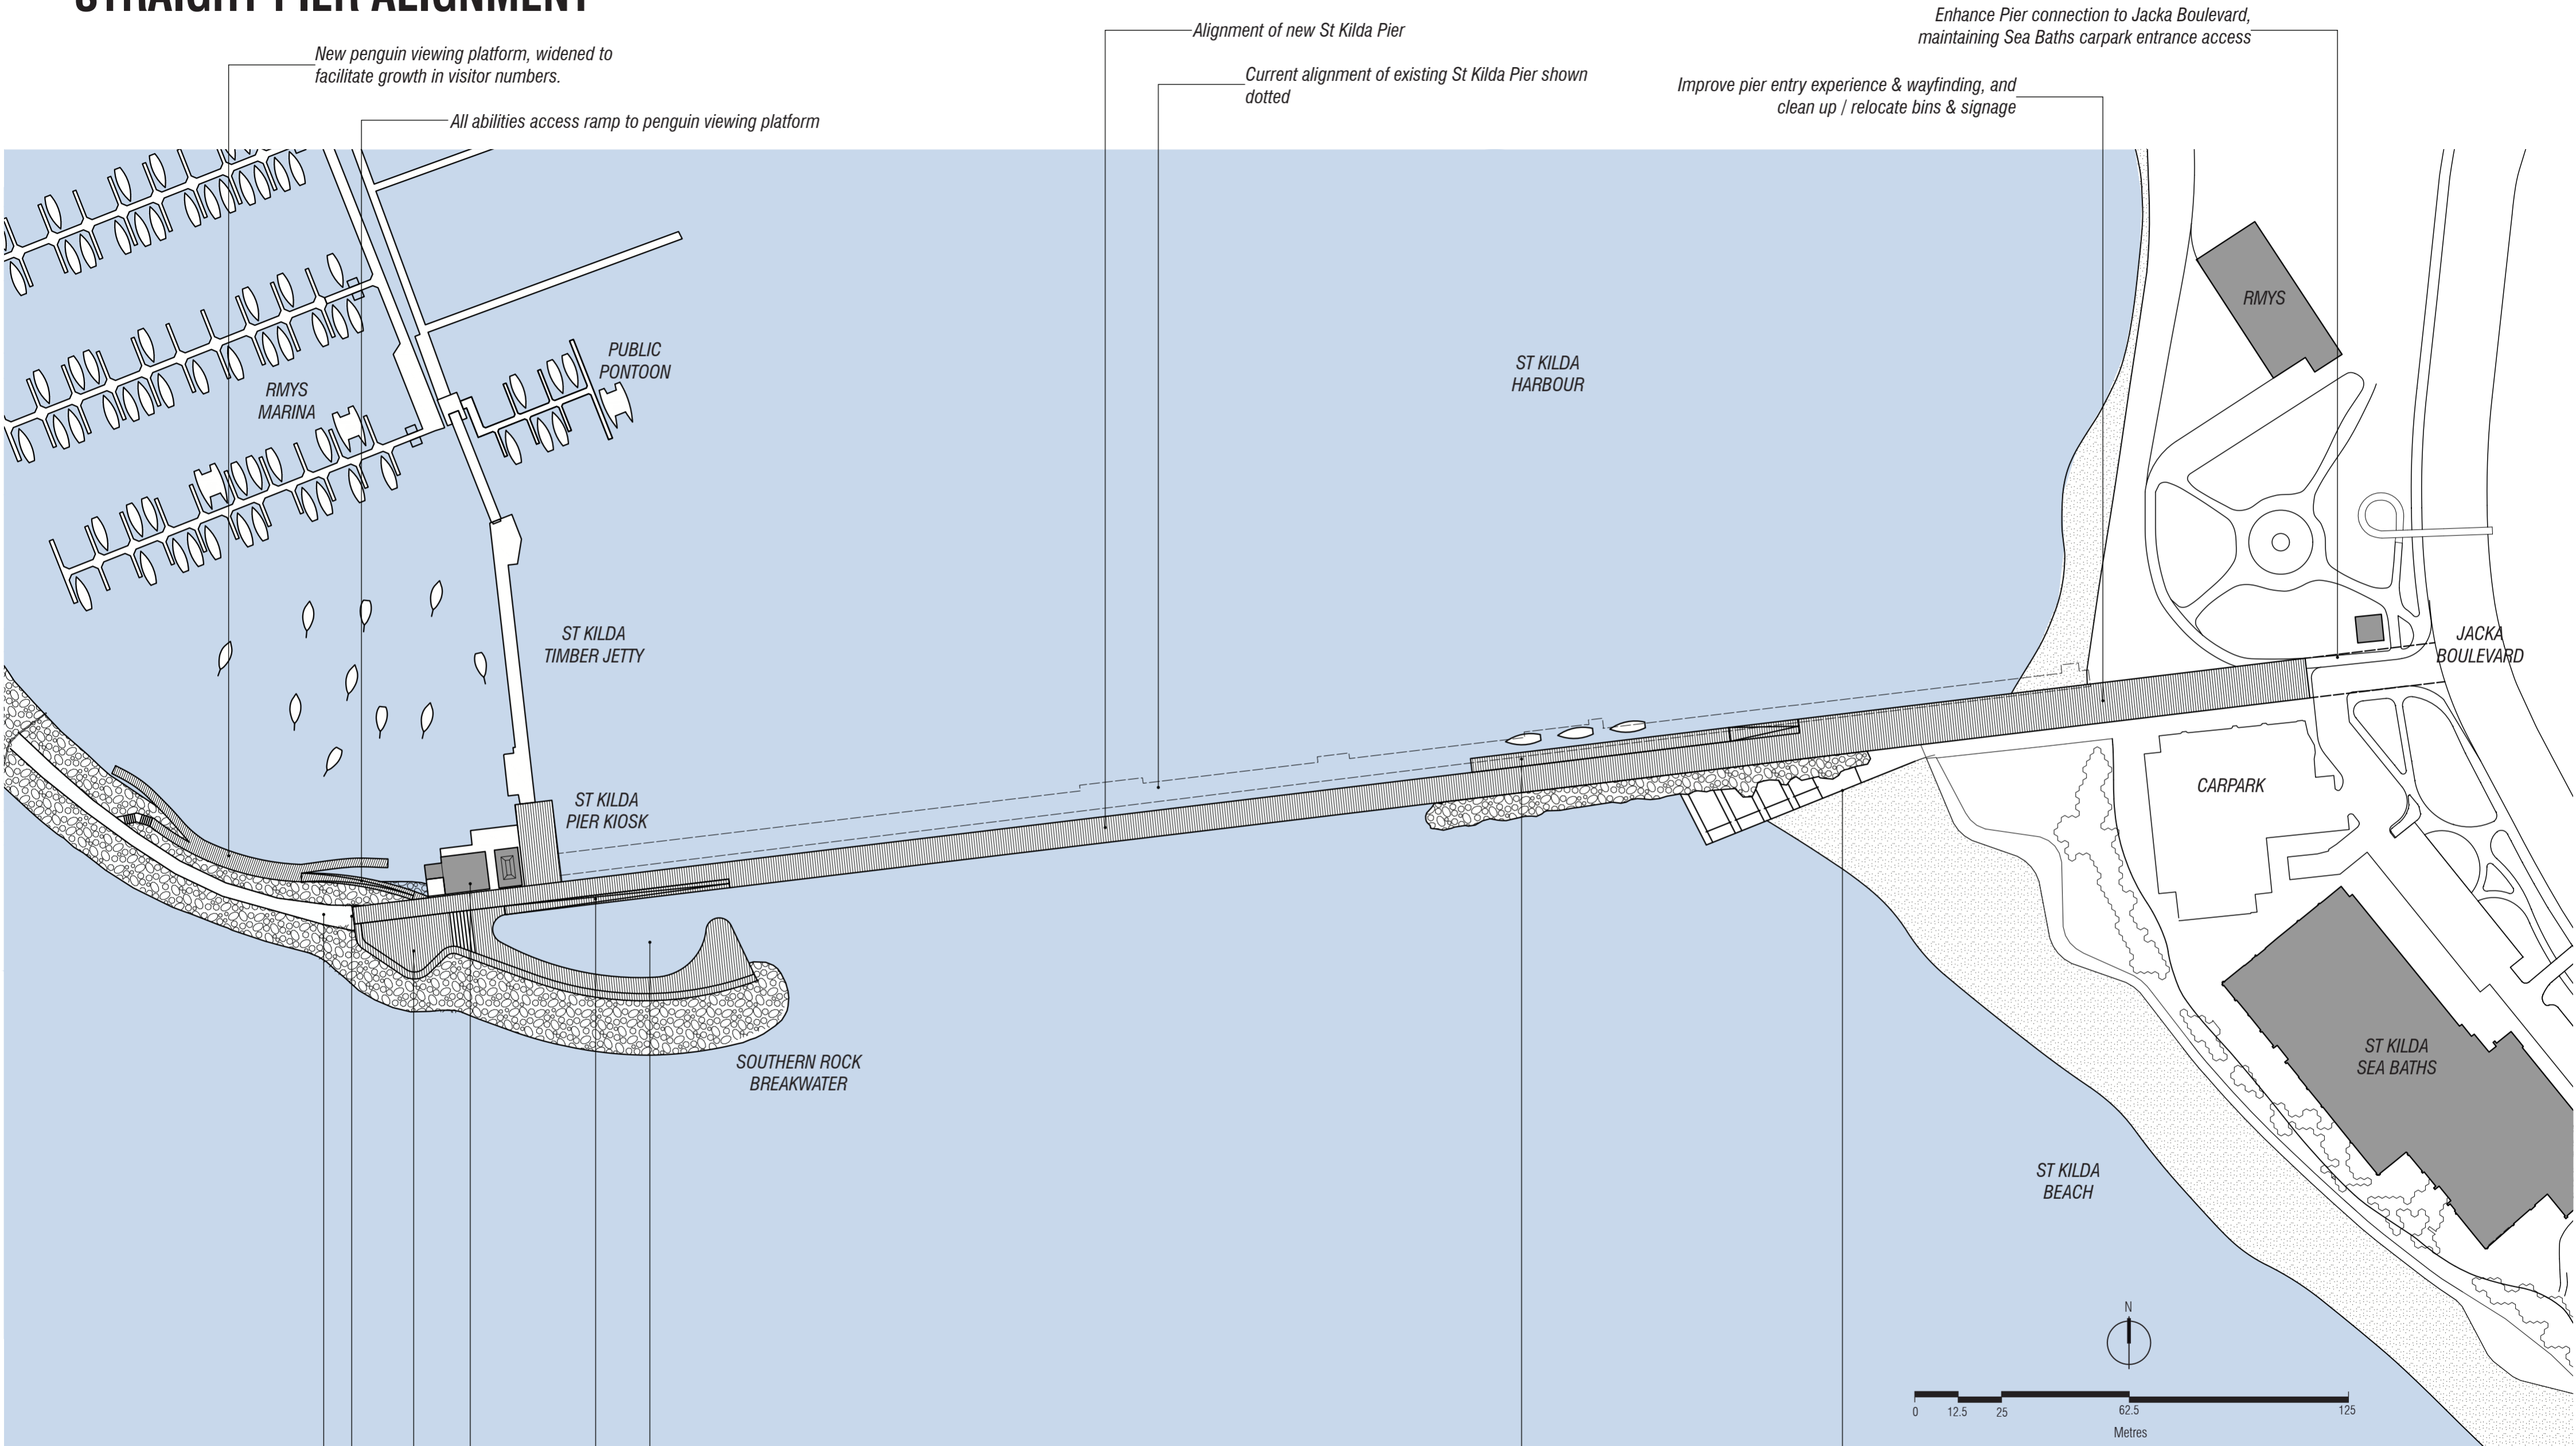 STRAIGHT PIER ALIGNMENT
New penguin viewing platform, widened to
facilitate growth in visitor numbers.
All abilities access ramp to penguin viewing platform
Alignment of new St Kilda Pier
Current alignment of existing St Kilda Pier shown
dotted
Enhance Pier connection to Jacka Boulevard,
maintaining Sea Baths carpark entrance access
Improve pier entry experience & wayfinding, and
clean up / relocate bins & signage
RMYS
PUBLIC
PONTOON
RMYS
MARINA
ST KILDA
HARBOUR
ST KILDA
TIMBER JETTY
JACKA
BOULEVARD
ST KILDA
PIER KIOSK
CARPARK
SOUTHERN ROCK
BREAKWATER
ST KILDA
SEA BATHS
ST KILDA
BEACH
N
0 12.5 25 62.5 125
Metres